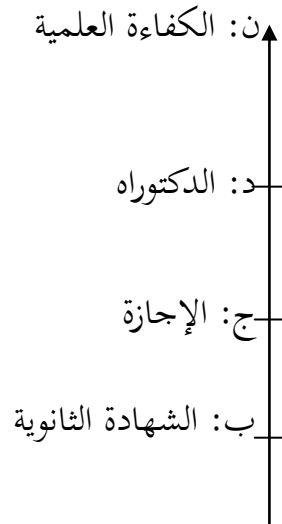 ن: الكفاءة العلمية
د: الدكتوراه
ج: الإجازة
ب: الشهادة الثانوية